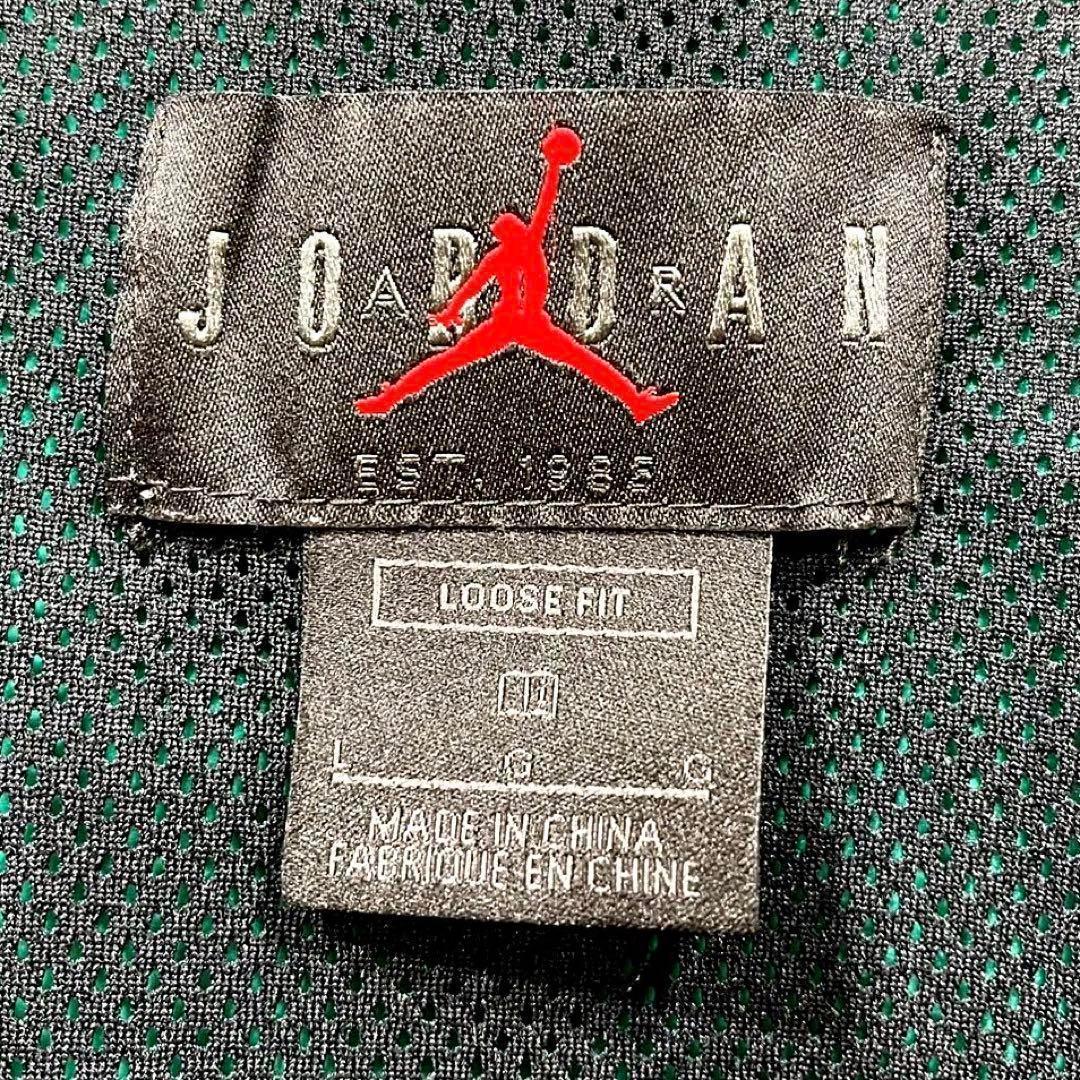 JORDAN
AIR
EST. 1985
LOOSE FIT
L G G
MADE IN CHINA
FABRIQUE EN CHINE